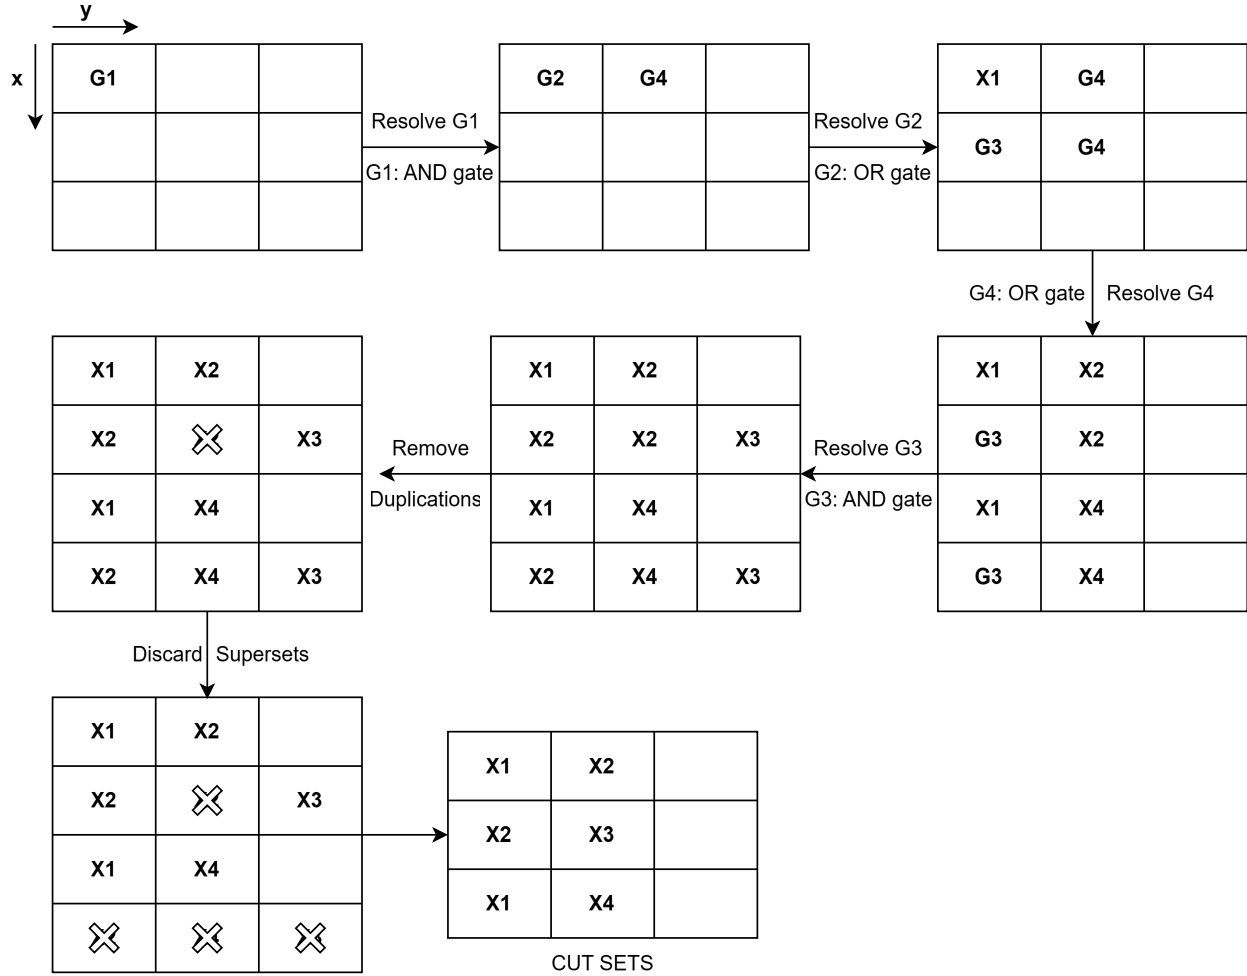 y
x
G1
Resolve G1
G1: AND gate
G2 G4
Resolve G2
G2: OR gate
X1 G4
G3 G4
G4: OR gate Resolve G4
X1 X2
G3 X2
X1 X4
G3 X4
Resolve G3
G3: AND gate
X1 X2
X2 X2 X3
X1 X4
X2 X4 X3
Remove
Duplications
X1 X2
X2 X3
X1 X4
X2 X4 X3
Discard Supersets
X1 X2
X2 X3
X1 X4
X1 X2
X2 X3
X1 X4
CUT SETS